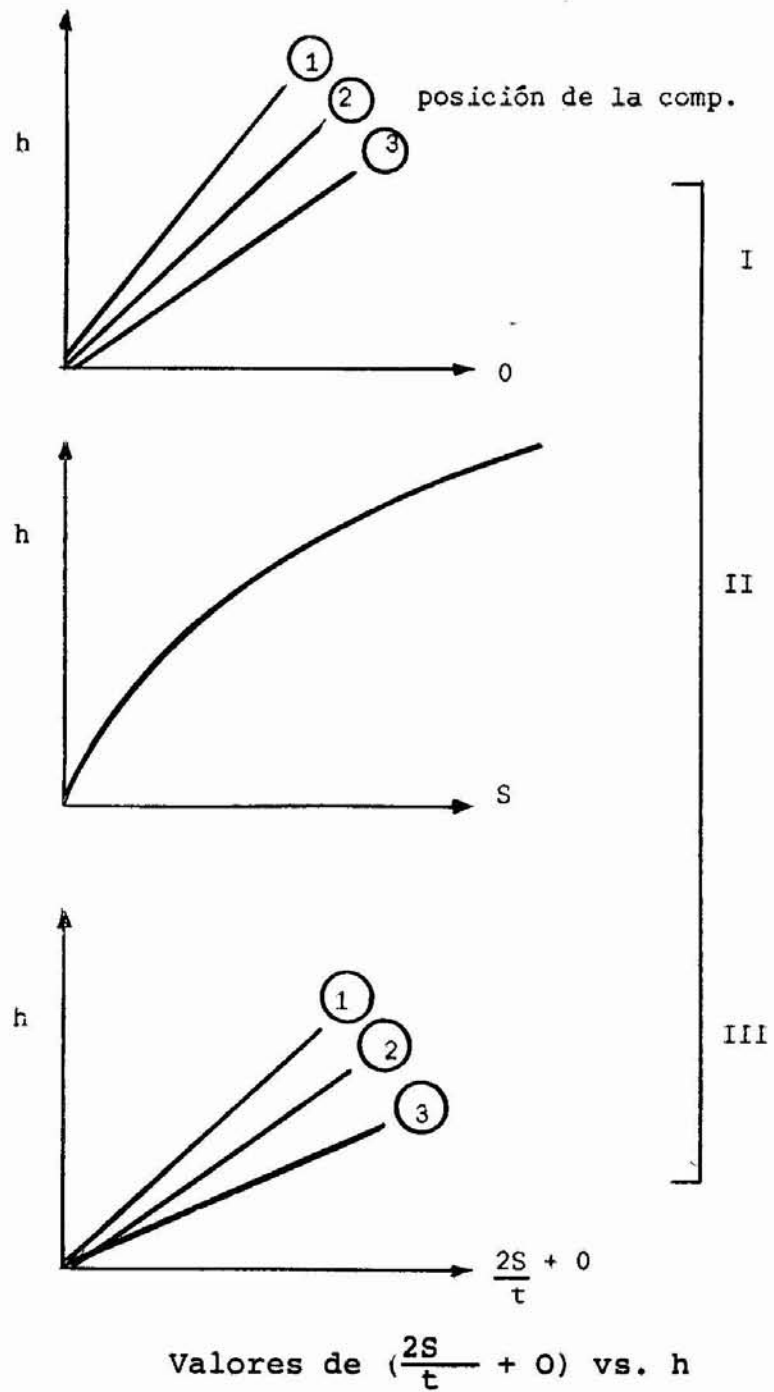 1
2
posición de la comp.
3
h
I
0
h
II
S
1
h
2
III
3
2S/t + 0
Valores de (2S/t + 0) vs. h